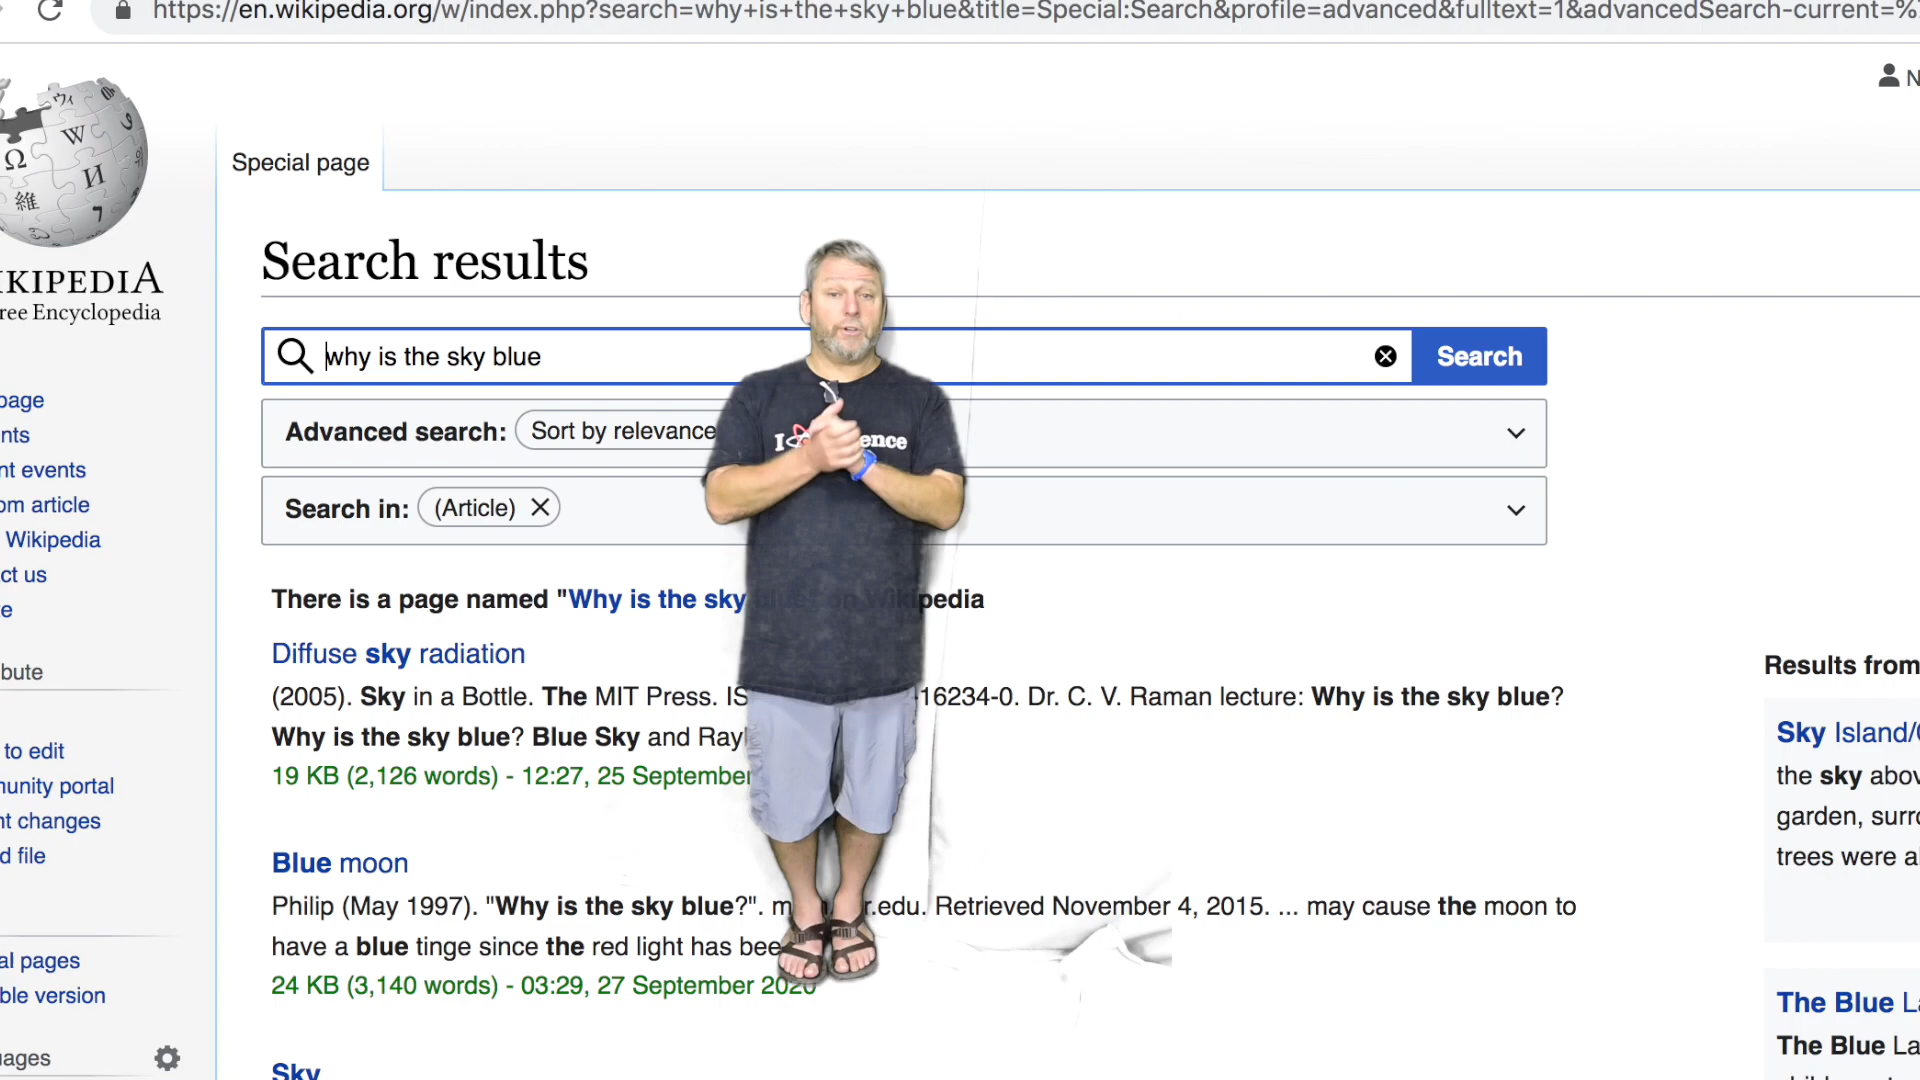 https://en.wikipedia.org/w/index.php?search=why+is+the+sky+blue&title=Special:Search&profile=advanced&fulltext=1&advancedSearch-current=%
N
Special page
IKIPEDIA
ree Encyclopedia
Search results
why is the sky blue
Search
Advanced search: Sort by relevance
I ence
Search in: (Article)
page
nts
nt events
om article
Wikipedia
ct us
e
bute
to edit
munity portal
nt changes
d file
al pages
ble version
uages
There is a page named "Why is the sky blue" on Wikipedia
Diffuse sky radiation
(2005). Sky in a Bottle. The MIT Press. IS -16234-0. Dr. C. V. Raman lecture: Why is the sky blue?
Why is the sky blue? Blue Sky and Rayl
19 KB (2,126 words) - 12:27, 25 September
Blue moon
Philip (May 1997). "Why is the sky blue?". m r.edu. Retrieved November 4, 2015. ... may cause the moon to
have a blue tinge since the red light has bee
24 KB (3,140 words) - 03:29, 27 September 2020
Sky
Results from
Sky Island/
the sky abov
garden, surro
trees were a
The Blue La
The Blue La